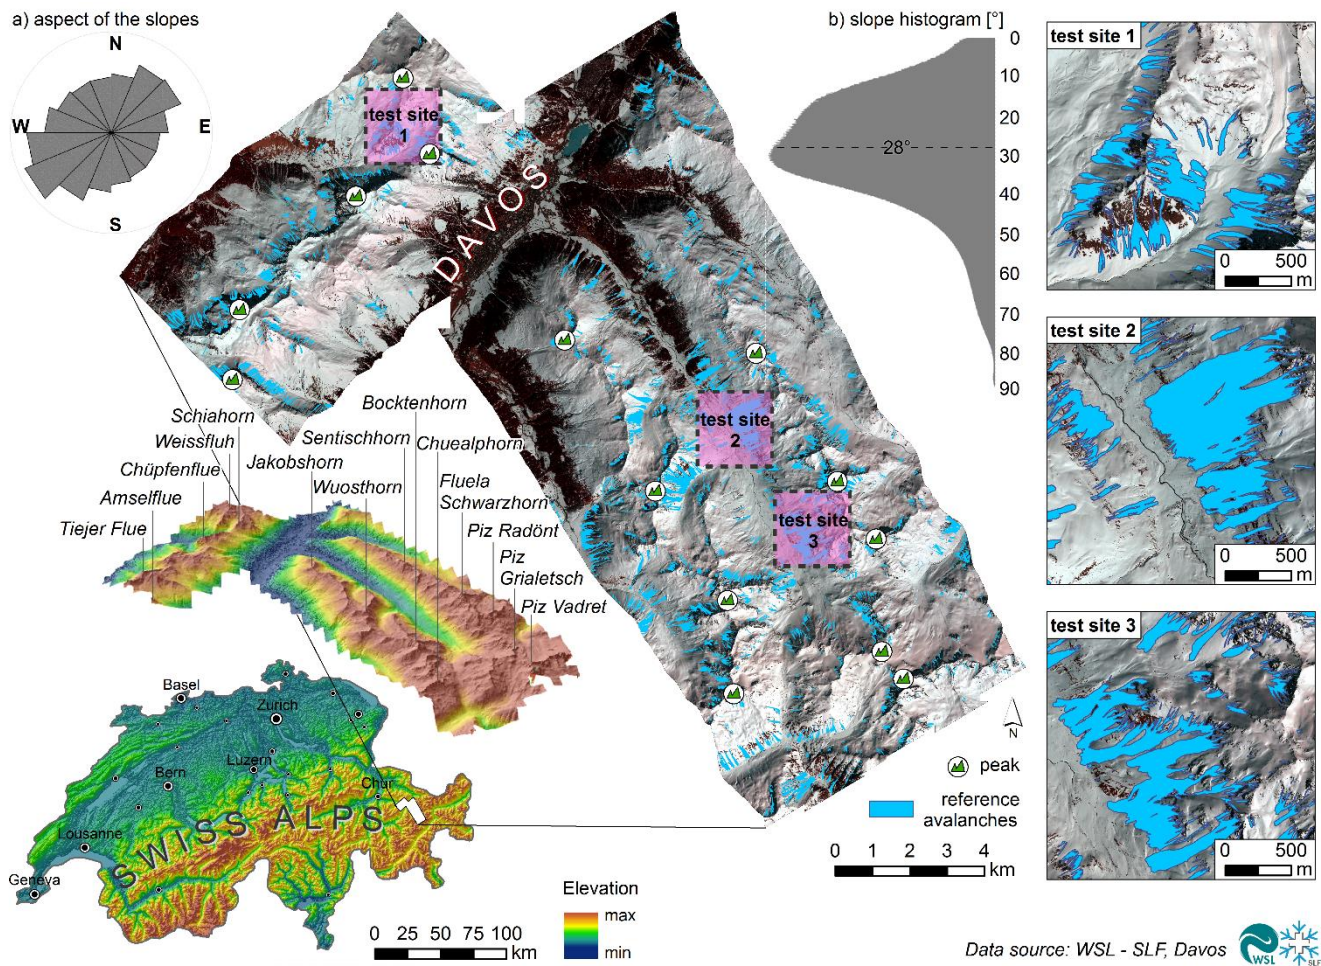 a) aspect of the slopes
N
W
E
S
b) slope histogram [°]
0
10
20
28°
30
40
50
60
70
80
90
test site
1
DAVOS
test site
2
test site
3
test site 1
0 500
m
test site 2
0 500
m
test site 3
0 500
m
Schiahorn
Weissfluh
Chüpfenflue
Amselflue
Tiejer Flue
Bocktenhorn
Sentischhorn
Jakobshorn
Wuosthorn
Chuealphorn
Fluela
Schwarzhorn
Piz Radönt
Piz
Grialetsch
Piz Vadret
Basel
Zurich
Luzern
Bern
Chur
Lousanne
Geneva
SWISS ALPS
N
peak
reference
avalanches
0 1 2 3 4
km
Elevation
max
min
0 25 50 75 100
km
Data source: WSL - SLF, Davos
WSL
SLF